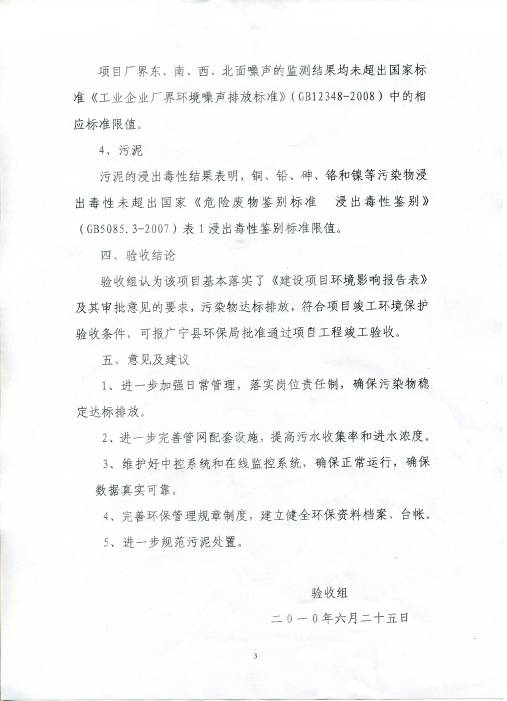 项目厂界东、南、西、北面噪声的监测结果均未超出国家标
准《工业企业厂界环境噪声排放标准》（GB12348-2008）中的相
应标准限值。
4、污泥
污泥的浸出毒性结果表明，铜、铅、砷、铬和镍等污染物浸
出毒性未超出国家《危险废物鉴别标准 浸出毒性鉴别》
（GB5085.3-2007）表1浸出毒性鉴别标准限值。
四、验收结论
验收组认为该项目基本落实了《建设项目环境影响报告表》
及其审批意见的要求，污染物达标排放，符合项目竣工环境保护
验收条件，可报广宁县环保局批准通过项目工程竣工验收。
五、意见及建议
1、进一步加强日常管理，落实岗位责任制，确保污染物稳
定达标排放。
2、进一步完善管网配套设施，提高污水收集率和进水浓度。
3、维护好中控系统和在线监控系统，确保正常运行，确保
数据真实可靠。
4、完善环保管理规章制度，建立健全环保资料档案、台帐。
5、进一步规范污泥处置。
验收组
二〇一〇年六月二十五日
3